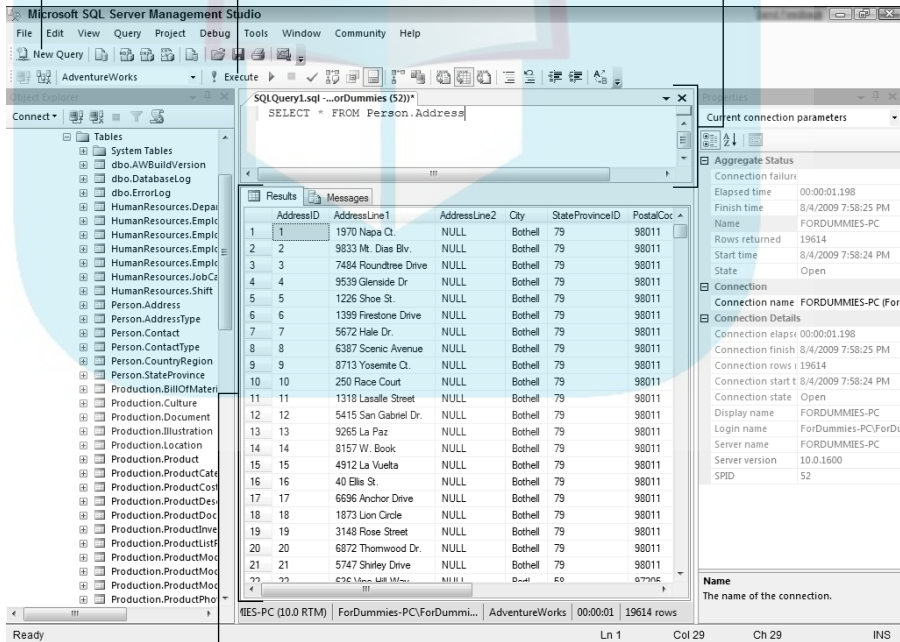 Microsoft SQL Server Management Studio
File Edit View Query Project Debug Tools Window Community Help
New Query
AdventureWorks Execute
Object Explorer
Connect
Tables
System Tables
dbo.AWBuildVersion
dbo.DatabaseLog
dbo.ErrorLog
HumanResources.Depar
HumanResources.Emplc
HumanResources.Emplc
HumanResources.Emplc
HumanResources.JobCa
HumanResources.Shift
Person.Address
Person.AddressType
Person.Contact
Person.ContactType
Person.CountryRegion
Person.StateProvince
Production.BillOfMateri
Production.Culture
Production.Document
Production.Illustration
Production.Location
Production.Product
Production.ProductCate
Production.ProductCost
Production.ProductDes
Production.ProductDoc
Production.ProductInve
Production.ProductListF
Production.ProductMoc
Production.ProductMoc
Production.ProductMoc
Production.ProductPho
SQLQuery1.sql -...orDummies (52))*
SELECT * FROM Person.Address
Results Messages
AddressID AddressLine1 AddressLine2 City StateProvinceID PostalCoc
1 1 1970 Napa Ct. NULL Bothell 79 98011
2 2 9833 Mt. Dias Blv. NULL Bothell 79 98011
3 3 7484 Roundtree Drive NULL Bothell 79 98011
4 4 9539 Glenside Dr NULL Bothell 79 98011
5 5 1226 Shoe St. NULL Bothell 79 98011
6 6 1399 Firestone Drive NULL Bothell 79 98011
7 7 5672 Hale Dr. NULL Bothell 79 98011
8 8 6387 Scenic Avenue NULL Bothell 79 98011
9 9 8713 Yosemite Ct. NULL Bothell 79 98011
10 10 250 Race Court NULL Bothell 79 98011
11 11 1318 Lasalle Street NULL Bothell 79 98011
12 12 5415 San Gabriel Dr. NULL Bothell 79 98011
13 13 9265 La Paz NULL Bothell 79 98011
14 14 8157 W. Book NULL Bothell 79 98011
15 15 4912 La Vuelta NULL Bothell 79 98011
16 16 40 Ellis St. NULL Bothell 79 98011
17 17 6696 Anchor Drive NULL Bothell 79 98011
18 18 1873 Lion Circle NULL Bothell 79 98011
19 19 3148 Rose Street NULL Bothell 79 98011
20 20 6872 Thornwood Dr. NULL Bothell 79 98011
21 21 5747 Shirley Drive NULL Bothell 79 98011
22 22 636 Vine Hill Way NULL 58 97205
MIES-PC (10.0 RTM) ForDummies-PC\ForDummi... AdventureWorks 00:00:01 19614 rows
Properties
Current connection parameters
Aggregate Status
Connection failure
Elapsed time 00:00:01.198
Finish time 8/4/2009 7:58:25 PM
Name FORDUMMIES-PC
Rows returned 19614
Start time 8/4/2009 7:58:24 PM
State Open
Connection
Connection name FORDUMMIES-PC (For
Connection Details
Connection elapse 00:00:01.198
Connection finish 8/4/2009 7:58:25 PM
Connection rows r 19614
Connection start t 8/4/2009 7:58:24 PM
Connection state Open
Display name FORDUMMIES-PC
Login name ForDummies-PC\ForDu
Server name FORDUMMIES-PC
Server version 10.0.1600
SPID 52
Name
The name of the connection.
Ready Ln 1 Col 29 Ch 29 INS